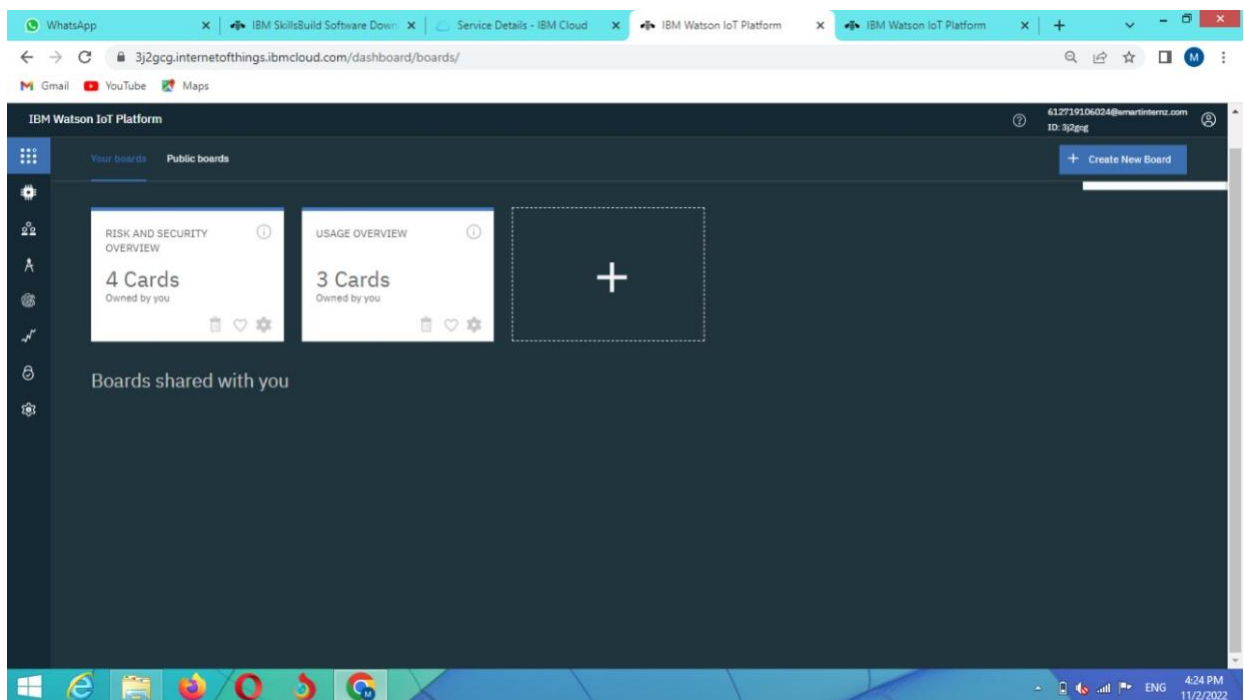 WhatsApp
IBM SkillsBuild Software Down
Service Details - IBM Cloud
IBM Watson IoT Platform
IBM Watson IoT Platform
3j2gcg.internetofthings.ibmcloud.com/dashboard/boards/
M
Gmail
YouTube
Maps
IBM Watson IoT Platform
612719106024@smartinternz.com
ID: 3j2gcg
Your boards
Public boards
+ Create New Board
RISK AND SECURITY
OVERVIEW
4 Cards
Owned by you
USAGE OVERVIEW
3 Cards
Owned by you
Boards shared with you
ENG
4:24 PM
11/2/2022